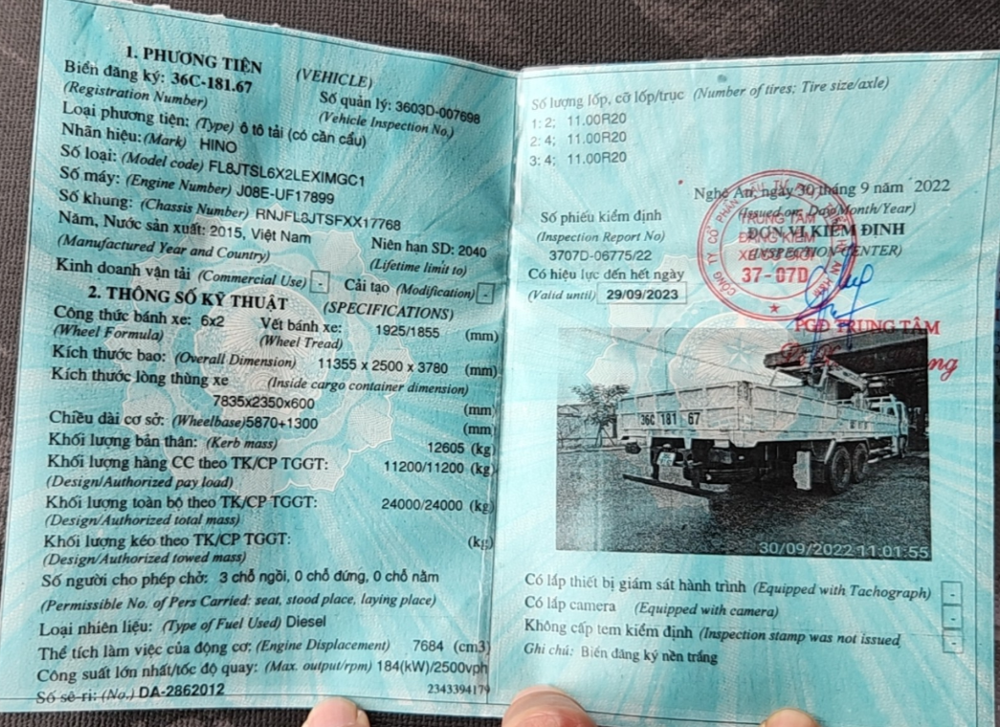 1. PHƯƠNG TIỆN (VEHICLE)
Biển đăng ký: 36C-181.67 Số quản lý: 3603D-007698
(Registration Number) (Vehicle Inspection No.)
Loại phương tiện: (Type) ô tô tải (có cần cẩu)
Nhãn hiệu: (Mark) HINO
Số loại: (Model code) FL8JTSL6X2LEXIMGC1
Số máy: (Engine Number) J08E-UF17899
Số khung: (Chassis Number) RNJFL8JTSFXX17768
Năm, Nước sản xuất: 2015, Việt Nam Niên hạn SD: 2040
(Manufactured Year and Country) (Lifetime limit to)
Kinh doanh vận tải (Commercial Use) - Cải tạo (Modification) -
2. THÔNG SỐ KỸ THUẬT (SPECIFICATIONS)
Công thức bánh xe: 6x2 Vết bánh xe: 1925/1855 (mm)
(Wheel Formula) (Wheel Tread)
Kích thước bao: (Overall Dimension) 11355 x 2500 x 3780 (mm)
Kích thước lòng thùng xe (Inside cargo container dimension)
7835x2350x600 (mm)
Chiều dài cơ sở: (Wheelbase) 5870+1300 (mm)
Khối lượng bản thân: (Kerb mass) 12605 (kg)
Khối lượng hàng CC theo TK/CP TGGT: 11200/11200 (kg)
(Design/Authorized pay load)
Khối lượng toàn bộ theo TK/CP TGGT: 24000/24000 (kg)
(Design/Authorized total mass)
Khối lượng kéo theo TK/CP TGGT: (kg)
(Design/Authorized towed mass)
Số người cho phép chở: 3 chỗ ngồi, 0 chỗ đứng, 0 chỗ nằm
(Permissible No. of Pers Carried: seat, stood place, laying place)
Loại nhiên liệu: (Type of Fuel Used) Diesel
Thể tích làm việc của động cơ: (Engine Displacement) 7684 (cm3)
Công suất lớn nhất/tốc độ quay: (Max. output/rpm) 184(kW)/2500vph
Số sê-ri: (No.) DA-2862012 2343394179
Số lượng lốp, cỡ lốp/trục (Number of tires; Tire size/axle)
1: 2; 11.00R20
2: 4; 11.00R20
3: 4; 11.00R20
Nghệ An, ngày 30 tháng 9 năm 2022
(Issued on: Day/Month/Year)
Số phiếu kiểm định ĐƠN VỊ KIỂM ĐỊNH
(Inspection Report No) (INSPECTION CENTER)
3707D-06775/22
Có hiệu lực đến hết ngày
(Valid until) 29/09/2023
TRUNG TÂM
ĐĂNG KIỂM
XE CƠ GIỚI
37 - 07D
PGĐ TRUNG TÂM
36C 181 67
30/09/2022 11:01:55
Có lắp thiết bị giám sát hành trình (Equipped with Tachograph) -
Có lắp camera (Equipped with camera) -
Không cấp tem kiểm định (Inspection stamp was not issued -
Ghi chú: Biển đăng ký nền trắng